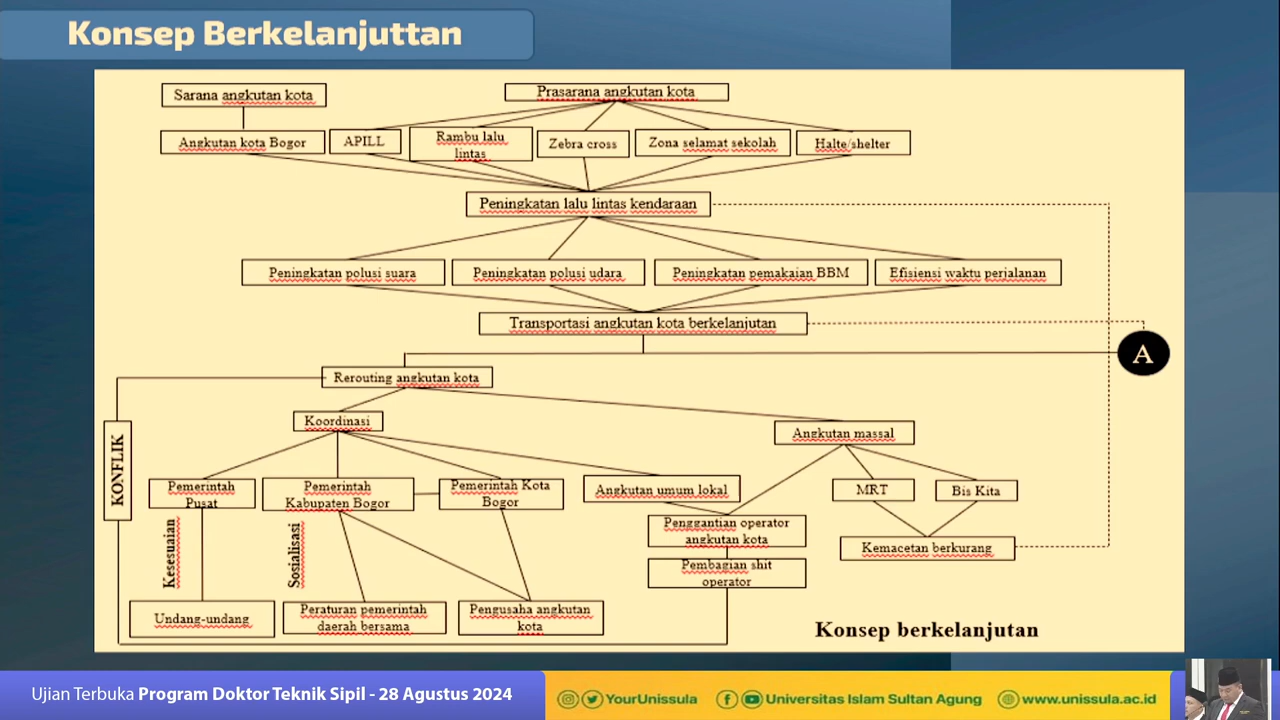 Konsep Berkelanjuttan
Sarana angkutan kota
Prasarana angkutan kota
Angkutan kota Bogor
APILL
Rambu lalu
lintas
Zebra cross
Zona selamat sekolah
Halte/shelter
Peningkatan lalu lintas kendaraan
Peningkatan polusi suara
Peningkatan polusi udara
Peningkatan pemakaian BBM
Efisiensi waktu perjalanan
Transportasi angkutan kota berkelanjutan
A
Rerouting angkutan kota
KONFLIK
Koordinasi
Angkutan massal
Pemerintah
Pusat
Pemerintah
Kabupaten Bogor
Pemerintah Kota
Bogor
Angkutan umum lokal
MRT
Bis Kita
Penggantian operator
angkutan kota
Kemacetan berkurang
Pembagian shit
operator
Kesesuaian
Sosialisasi
Undang-undang
Peraturan pemerintah
daerah bersama
Pengusaha angkutan
kota
Konsep berkelanjutan
Ujian Terbuka Program Doktor Teknik Sipil - 28 Agustus 2024
YourUnissula
Universitas Islam Sultan Agung
www.unissula.ac.id